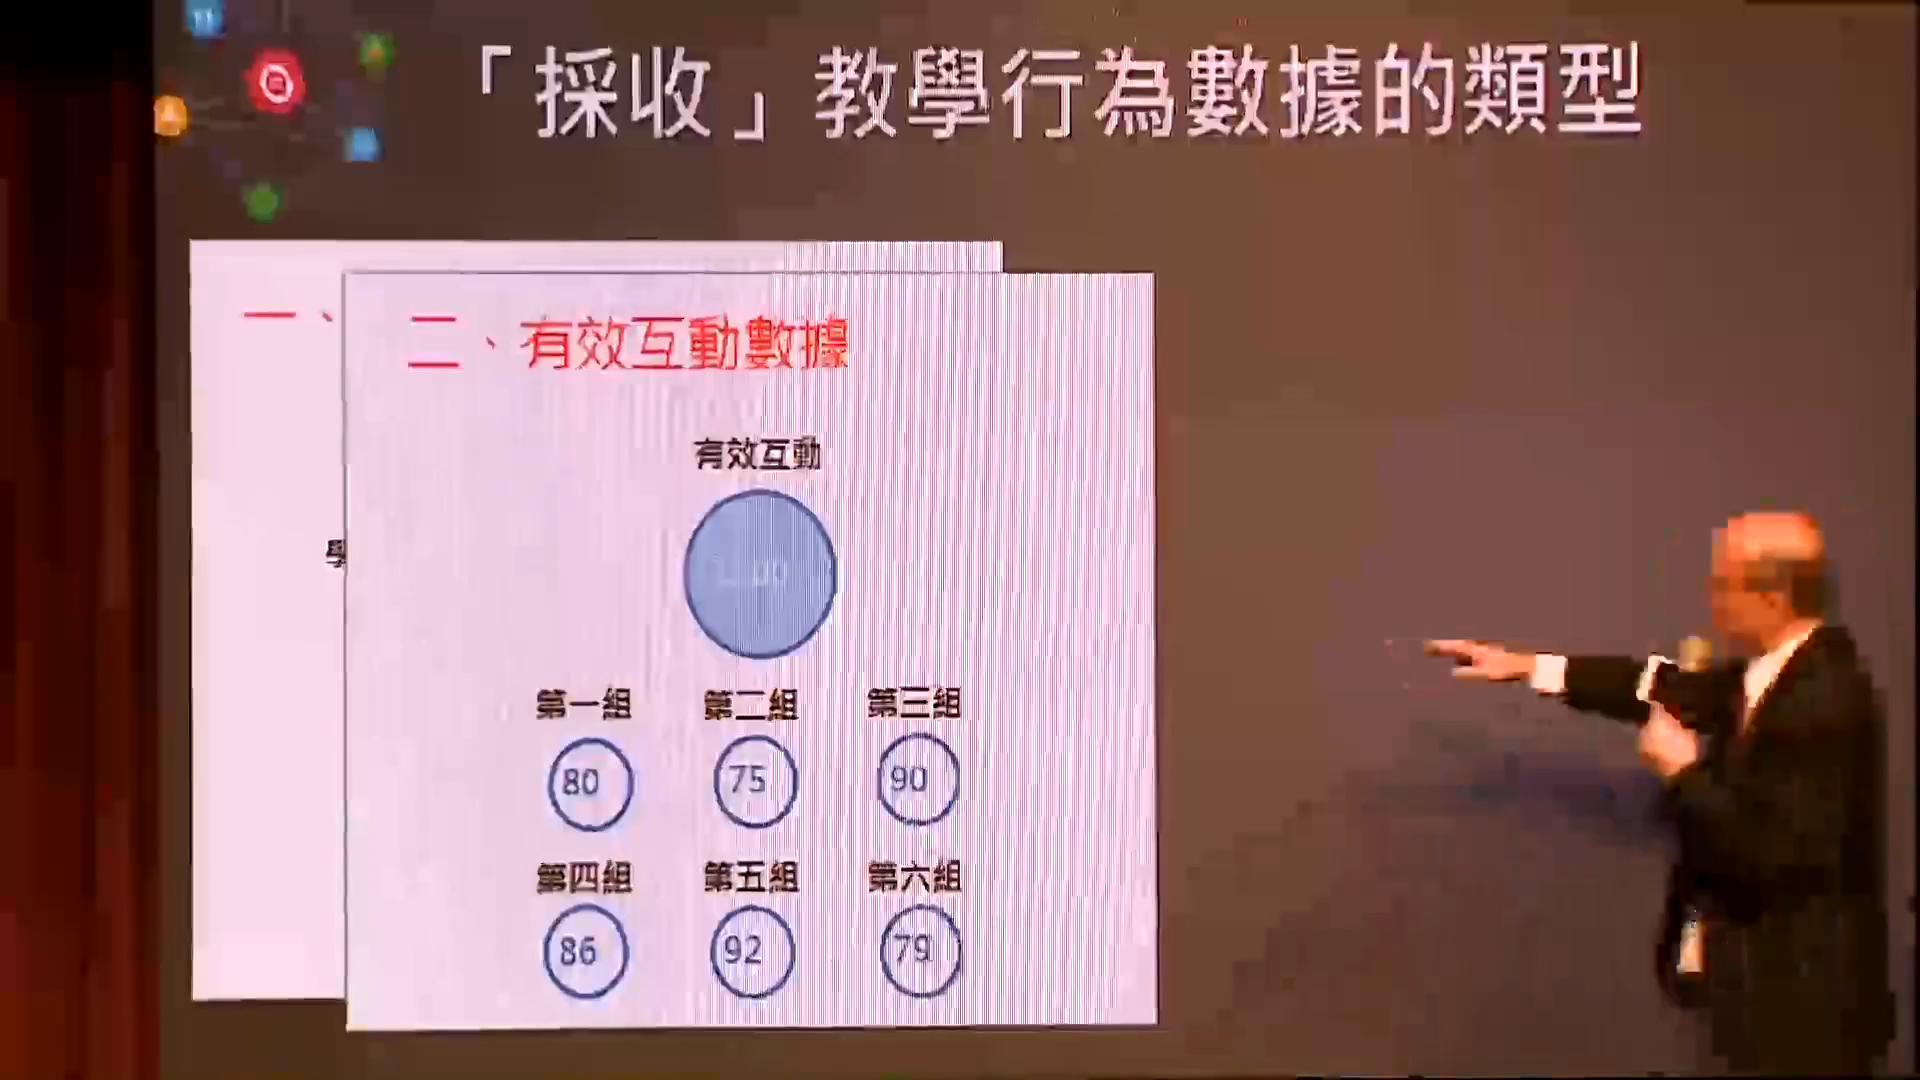 「採收」教學行為數據的類型
一、
二、有效互動數據
有效互動
學
第一組 第二組 第三組
80 75 90
第四組 第五組 第六組
86 92 79